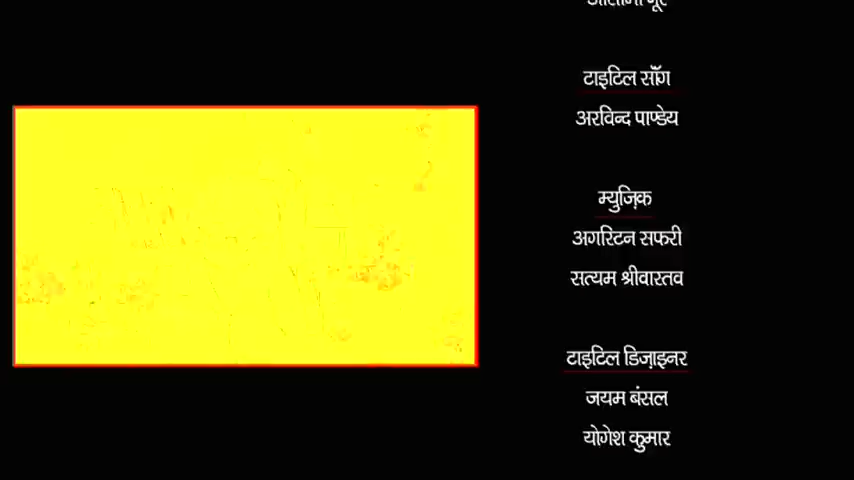 टाइटिल सॉंग
अरविन्द पाण्डेय
म्युज़िक
अगस्टिन सफरी
सत्यम श्रीवास्तव
टाइटिल डिज़ाइनर
जयम बंसल
योगेश कुमार